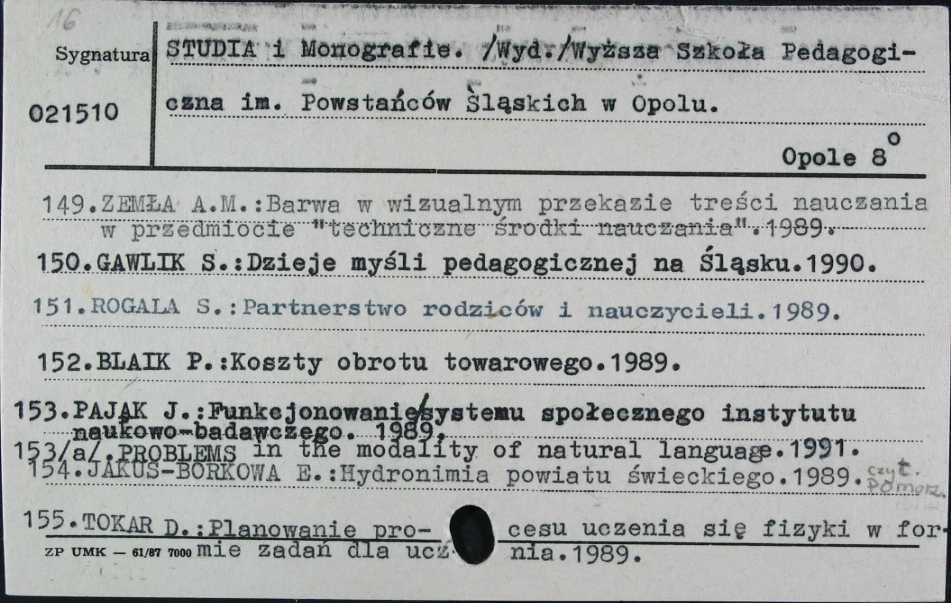 16
Sygnatura
STUDIA i Monografie. /Wyd./Wyższa Szkoła Pedagogi-
021510
czna im. Powstańców Śląskich w Opolu.
Opole 8°
149.ZEMŁA A.M.:Barwa w wizualnym przekazie treści nauczania
w przedmiocie "techniczne środki nauczania".1989.
150.GAWLIK S.:Dzieje myśli pedagogicznej na Śląsku.1990.
151.ROGALA S.:Partnerstwo rodziców i nauczycieli.1989.
152.BLAIK P.:Koszty obrotu towarowego.1989.
153.PAJĄK J.:Funkcjonowanie/systemu społecznego instytutu
naukowo-badawczego. 1989.
153/a/.PROBLEMS in the modality of natural language.1991.
154.JAKUS-BORKOWA E.:Hydronimia powiatu świeckiego.1989. czyt.
Pomorz.
155.TOKAR D.:Planowanie pro- cesu uczenia się fizyki w for-
ZP UMK — 61/87 7000 mie zadań dla ucz nia.1989.